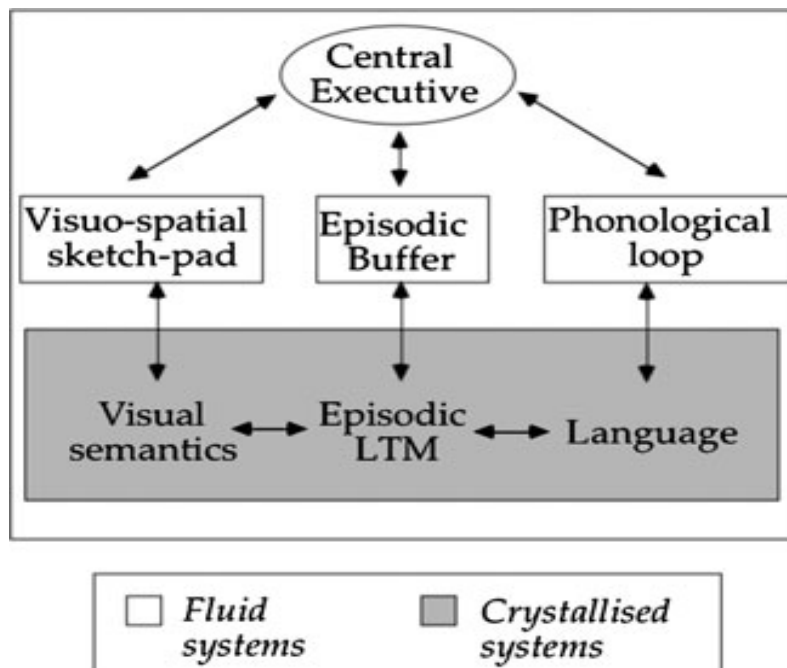 Central
Executive
Visuo-spatial
sketch-pad
Episodic
Buffer
Phonological
loop
Visual
semantics
Episodic
LTM
Language
Fluid
systems
Crystallised
systems